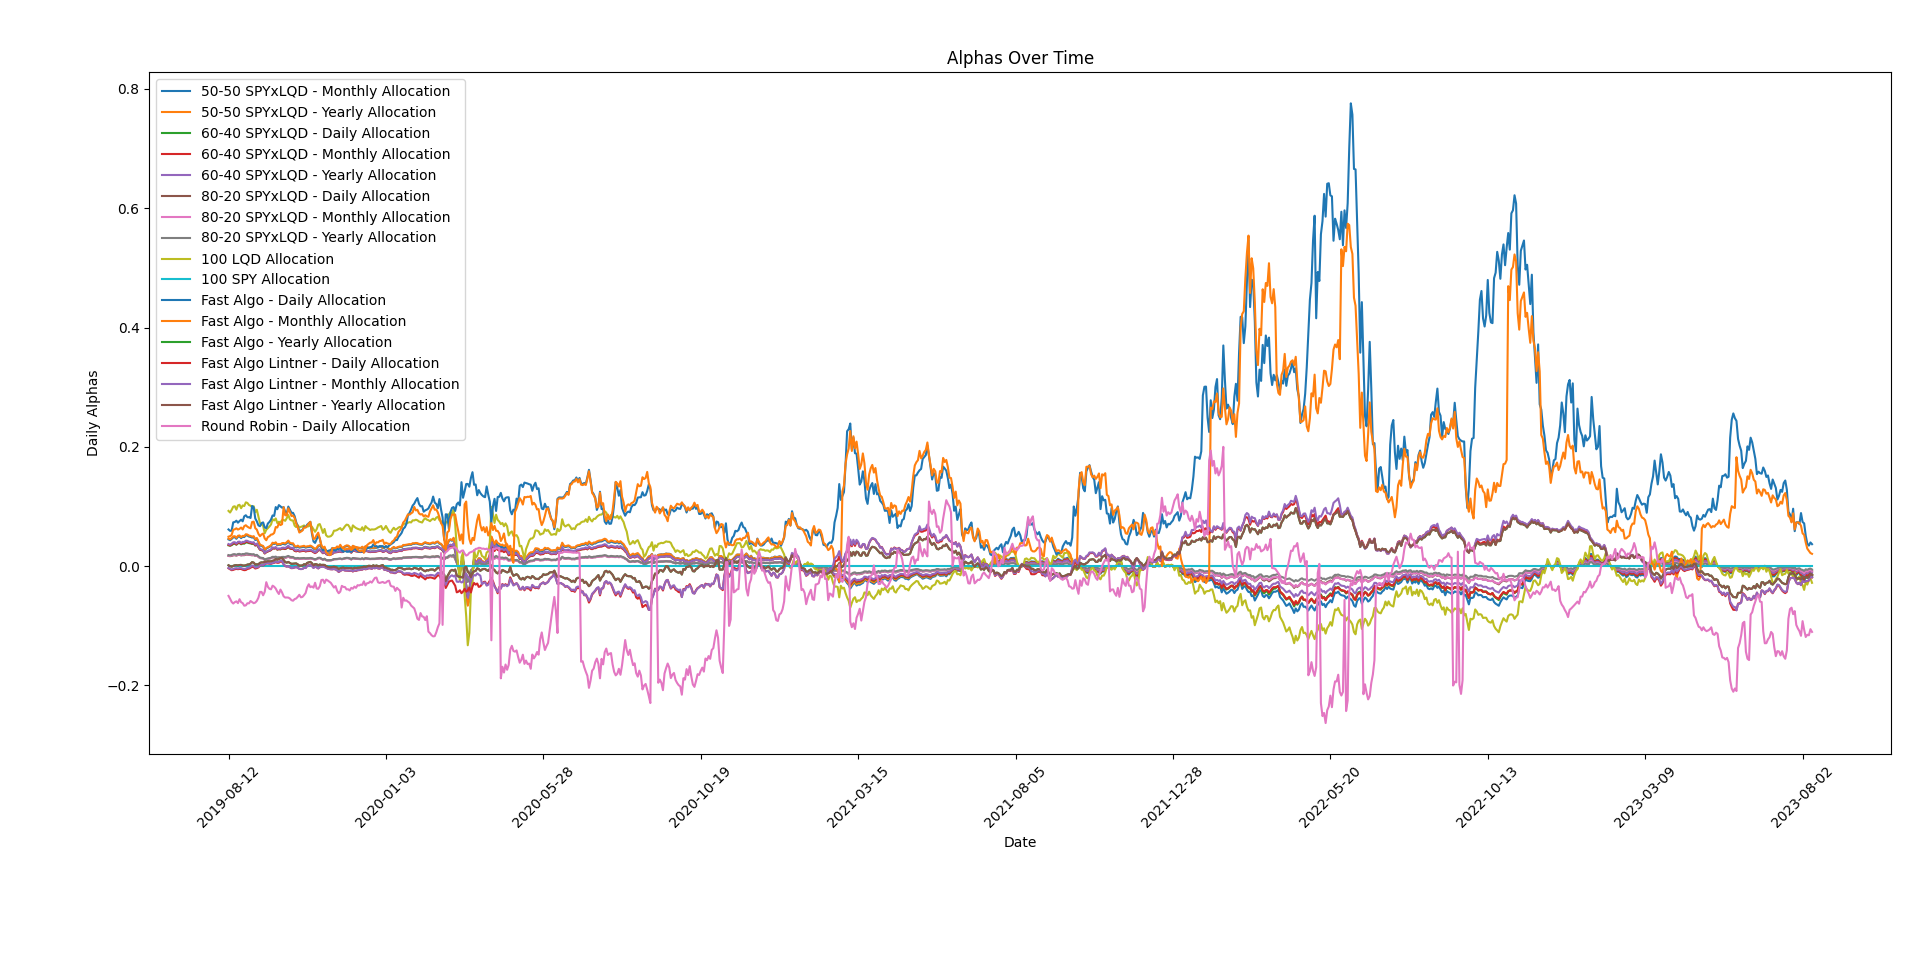 Alphas Over Time
50-50 SPYxLQD - Monthly Allocation
50-50 SPYxLQD - Yearly Allocation
60-40 SPYxLQD - Daily Allocation
60-40 SPYxLQD - Monthly Allocation
60-40 SPYxLQD - Yearly Allocation
80-20 SPYxLQD - Daily Allocation
80-20 SPYxLQD - Monthly Allocation
80-20 SPYxLQD - Yearly Allocation
100 LQD Allocation
100 SPY Allocation
Fast Algo - Daily Allocation
Fast Algo - Monthly Allocation
Fast Algo - Yearly Allocation
Fast Algo Lintner - Daily Allocation
Fast Algo Lintner - Monthly Allocation
Fast Algo Lintner - Yearly Allocation
Round Robin - Daily Allocation
Daily Alphas
0.8
0.6
0.4
0.2
0.0
−0.2
2019-08-12
2020-01-03
2020-05-28
2020-10-19
2021-03-15
2021-08-05
2021-12-28
2022-05-20
2022-10-13
2023-03-09
2023-08-02
Date